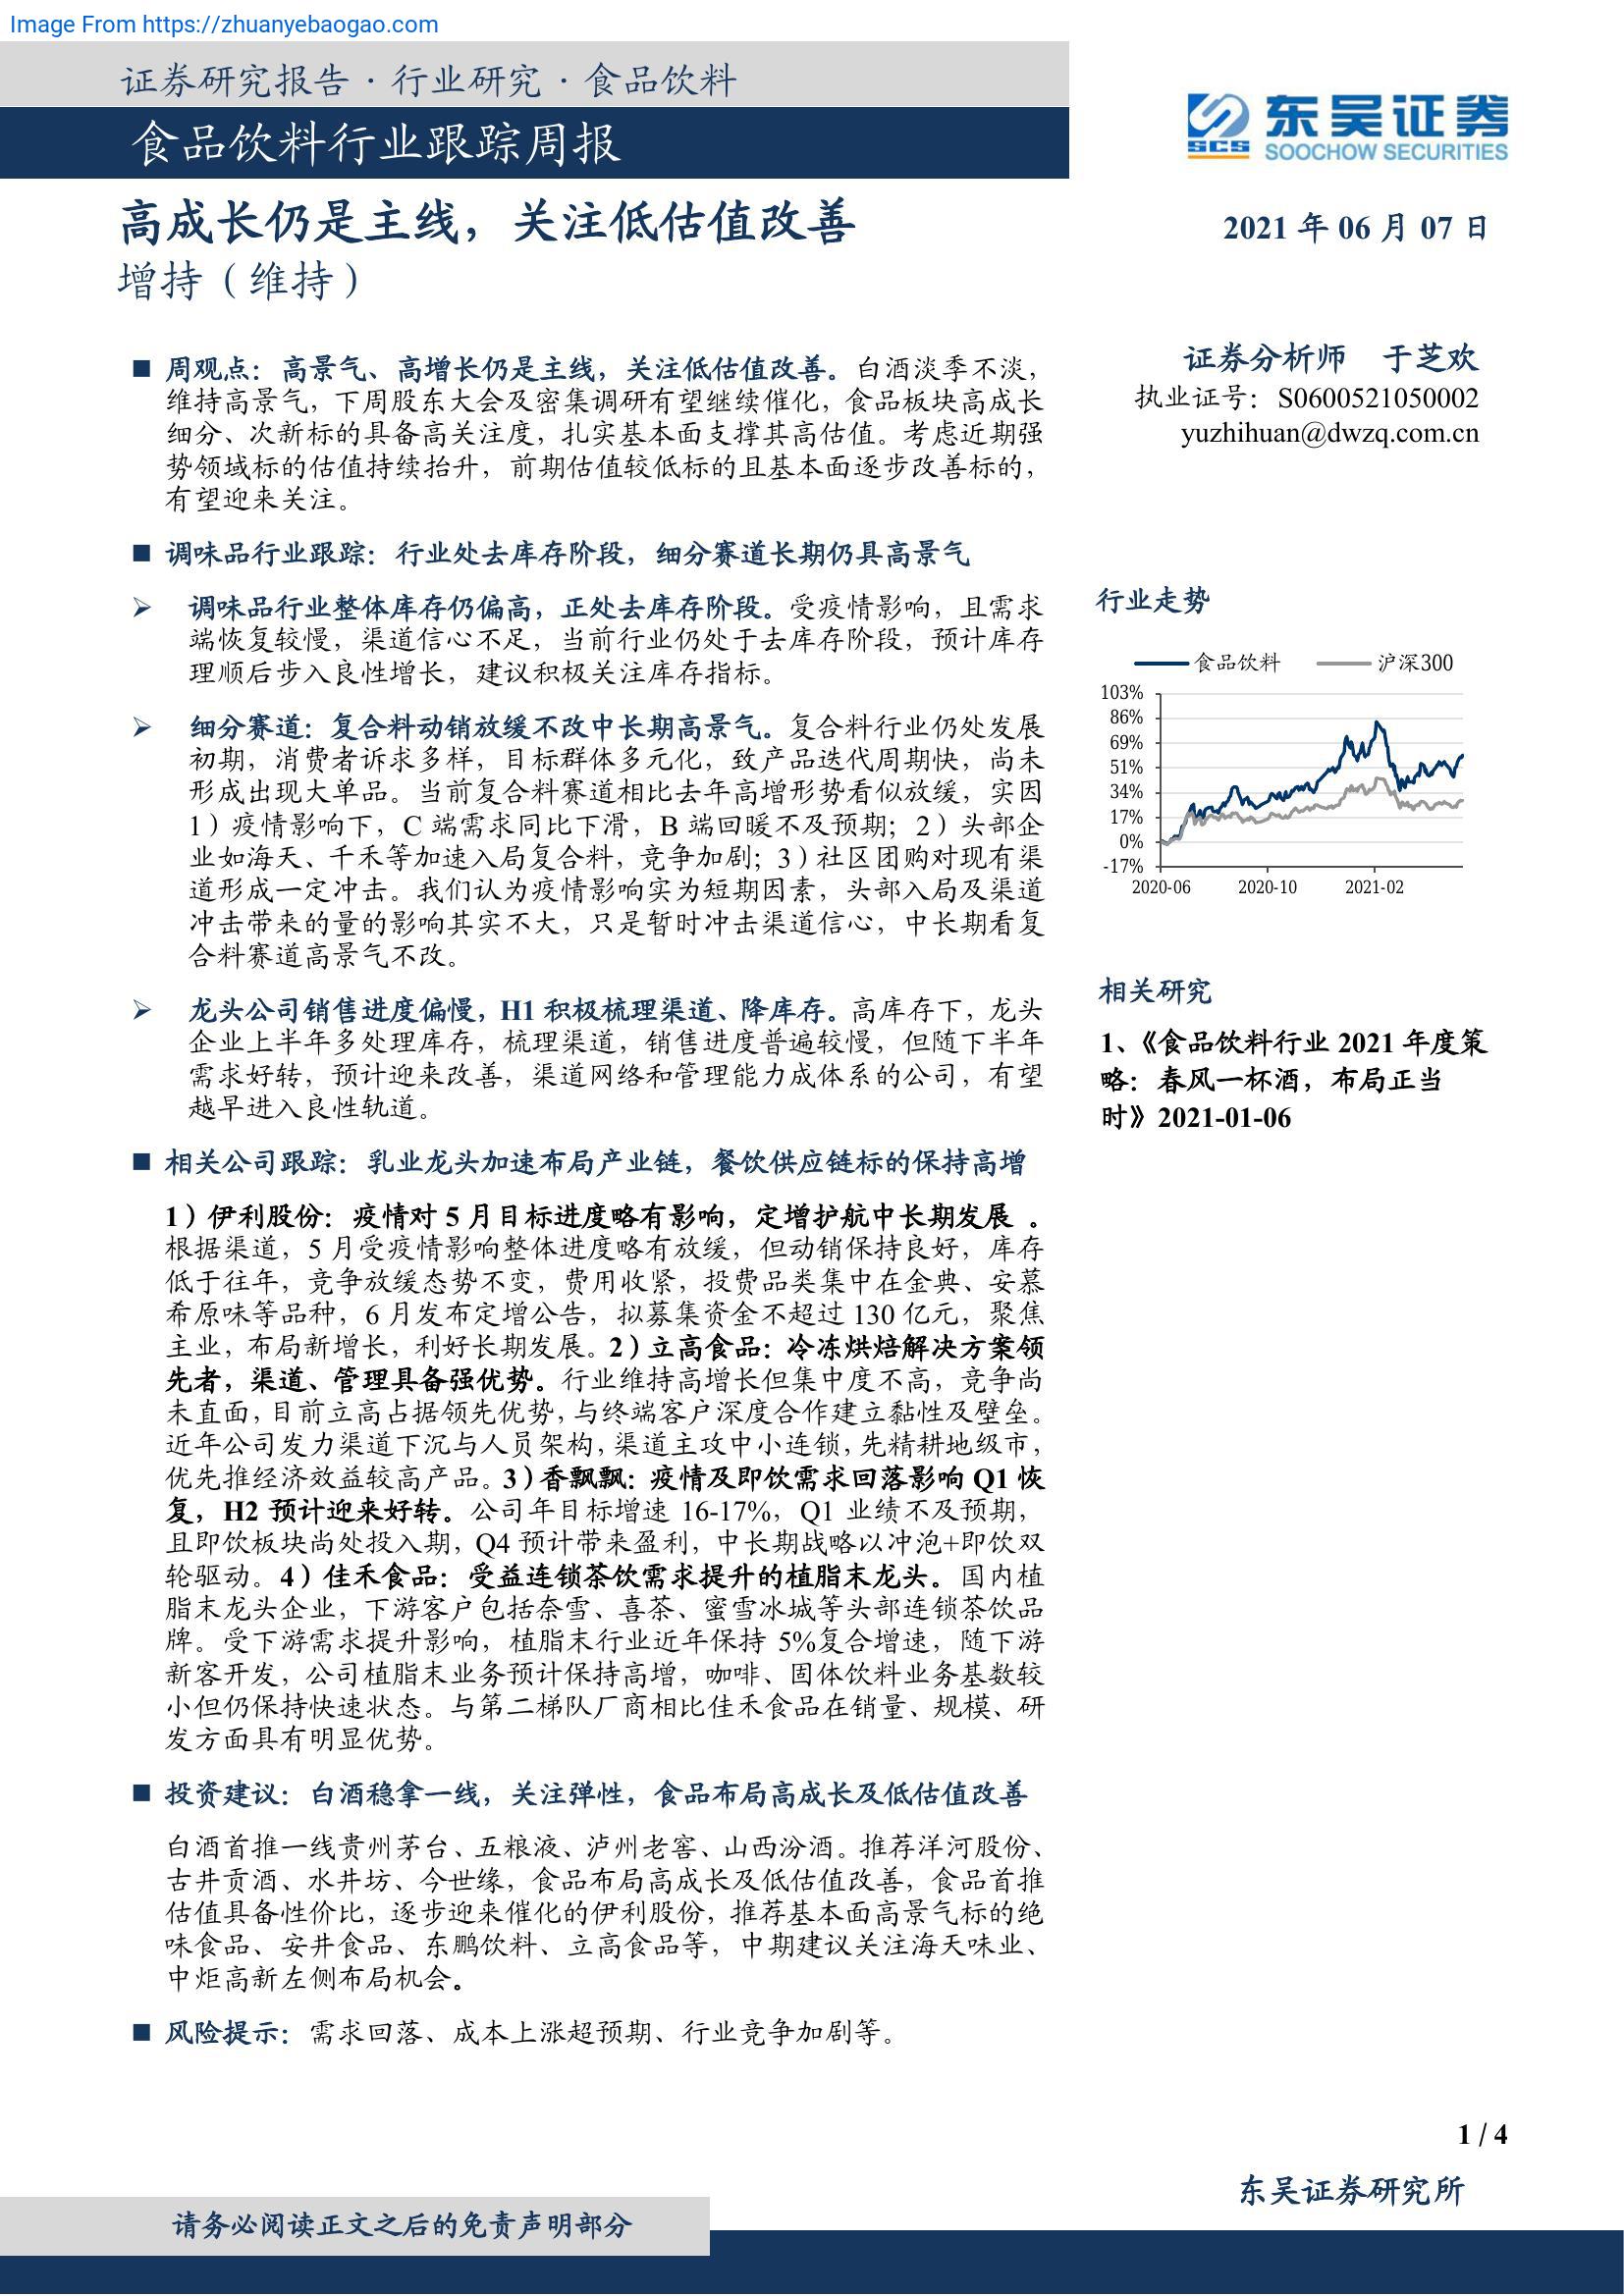 Image From https://zhuanyebaogao.com
证券研究报告·行业研究·食品饮料
食品饮料行业跟踪周报
东吴证券
SCS
SOOCHOW SECURITIES
高成长仍是主线，关注低估值改善
增持（维持）
2021 年 06 月 07 日
■ 周观点：高景气、高增长仍是主线，关注低估值改善。白酒淡季不淡，
维持高景气，下周股东大会及密集调研有望继续催化，食品板块高成长
细分、次新标的具备高关注度，扎实基本面支撑其高估值。考虑近期强
势领域标的估值持续抬升，前期估值较低标的且基本面逐步改善标的，
有望迎来关注。
■ 调味品行业跟踪：行业处去库存阶段，细分赛道长期仍具高景气
➢ 调味品行业整体库存仍偏高，正处去库存阶段。受疫情影响，且需求
端恢复较慢，渠道信心不足，当前行业仍处于去库存阶段，预计库存
理顺后步入良性增长，建议积极关注库存指标。
➢ 细分赛道：复合料动销放缓不改中长期高景气。复合料行业仍处发展
初期，消费者诉求多样，目标群体多元化，致产品迭代周期快，尚未
形成出现大单品。当前复合料赛道相比去年高增形势看似放缓，实因
1）疫情影响下，C 端需求同比下滑，B 端回暖不及预期；2）头部企
业如海天、千禾等加速入局复合料，竞争加剧；3）社区团购对现有渠
道形成一定冲击。我们认为疫情影响实为短期因素，头部入局及渠道
冲击带来的量的影响其实不大，只是暂时冲击渠道信心，中长期看复
合料赛道高景气不改。
➢ 龙头公司销售进度偏慢，H1 积极梳理渠道、降库存。高库存下，龙头
企业上半年多处理库存，梳理渠道，销售进度普遍较慢，但随下半年
需求好转，预计迎来改善，渠道网络和管理能力成体系的公司，有望
越早进入良性轨道。
■ 相关公司跟踪：乳业龙头加速布局产业链，餐饮供应链标的保持高增
1）伊利股份：疫情对 5 月目标进度略有影响，定增护航中长期发展 。
根据渠道，5 月受疫情影响整体进度略有放缓，但动销保持良好，库存
低于往年，竞争放缓态势不变，费用收紧，投费品类集中在金典、安慕
希原味等品种，6 月发布定增公告，拟募集资金不超过 130 亿元，聚焦
主业，布局新增长，利好长期发展。2）立高食品：冷冻烘焙解决方案领
先者，渠道、管理具备强优势。行业维持高增长但集中度不高，竞争尚
未直面，目前立高占据领先优势，与终端客户深度合作建立黏性及壁垒。
近年公司发力渠道下沉与人员架构，渠道主攻中小连锁，先精耕地级市，
优先推经济效益较高产品。3）香飘飘：疫情及即饮需求回落影响 Q1 恢
复，H2 预计迎来好转。公司年目标增速 16-17%，Q1 业绩不及预期，
且即饮板块尚处投入期，Q4 预计带来盈利，中长期战略以冲泡+即饮双
轮驱动。4）佳禾食品：受益连锁茶饮需求提升的植脂末龙头。国内植
脂末龙头企业，下游客户包括奈雪、喜茶、蜜雪冰城等头部连锁茶饮品
牌。受下游需求提升影响，植脂末行业近年保持 5%复合增速，随下游
新客开发，公司植脂末业务预计保持高增，咖啡、固体饮料业务基数较
小但仍保持快速状态。与第二梯队厂商相比佳禾食品在销量、规模、研
发方面具有明显优势。
■ 投资建议：白酒稳拿一线，关注弹性，食品布局高成长及低估值改善
白酒首推一线贵州茅台、五粮液、泸州老窖、山西汾酒。推荐洋河股份、
古井贡酒、水井坊、今世缘，食品布局高成长及低估值改善，食品首推
估值具备性价比，逐步迎来催化的伊利股份，推荐基本面高景气标的绝
味食品、安井食品、东鹏饮料、立高食品等，中期建议关注海天味业、
中炬高新左侧布局机会。
■ 风险提示：需求回落、成本上涨超预期、行业竞争加剧等。
证券分析师 于芝欢
执业证号：S0600521050002
yuzhihuan@dwzq.com.cn
行业走势
食品饮料 沪深300
103%
86%
69%
51%
34%
17%
0%
-17%
2020-06 2020-10 2021-02
相关研究
1、《食品饮料行业 2021 年度策
略：春风一杯酒，布局正当
时》2021-01-06
1 / 4
东吴证券研究所
请务必阅读正文之后的免责声明部分